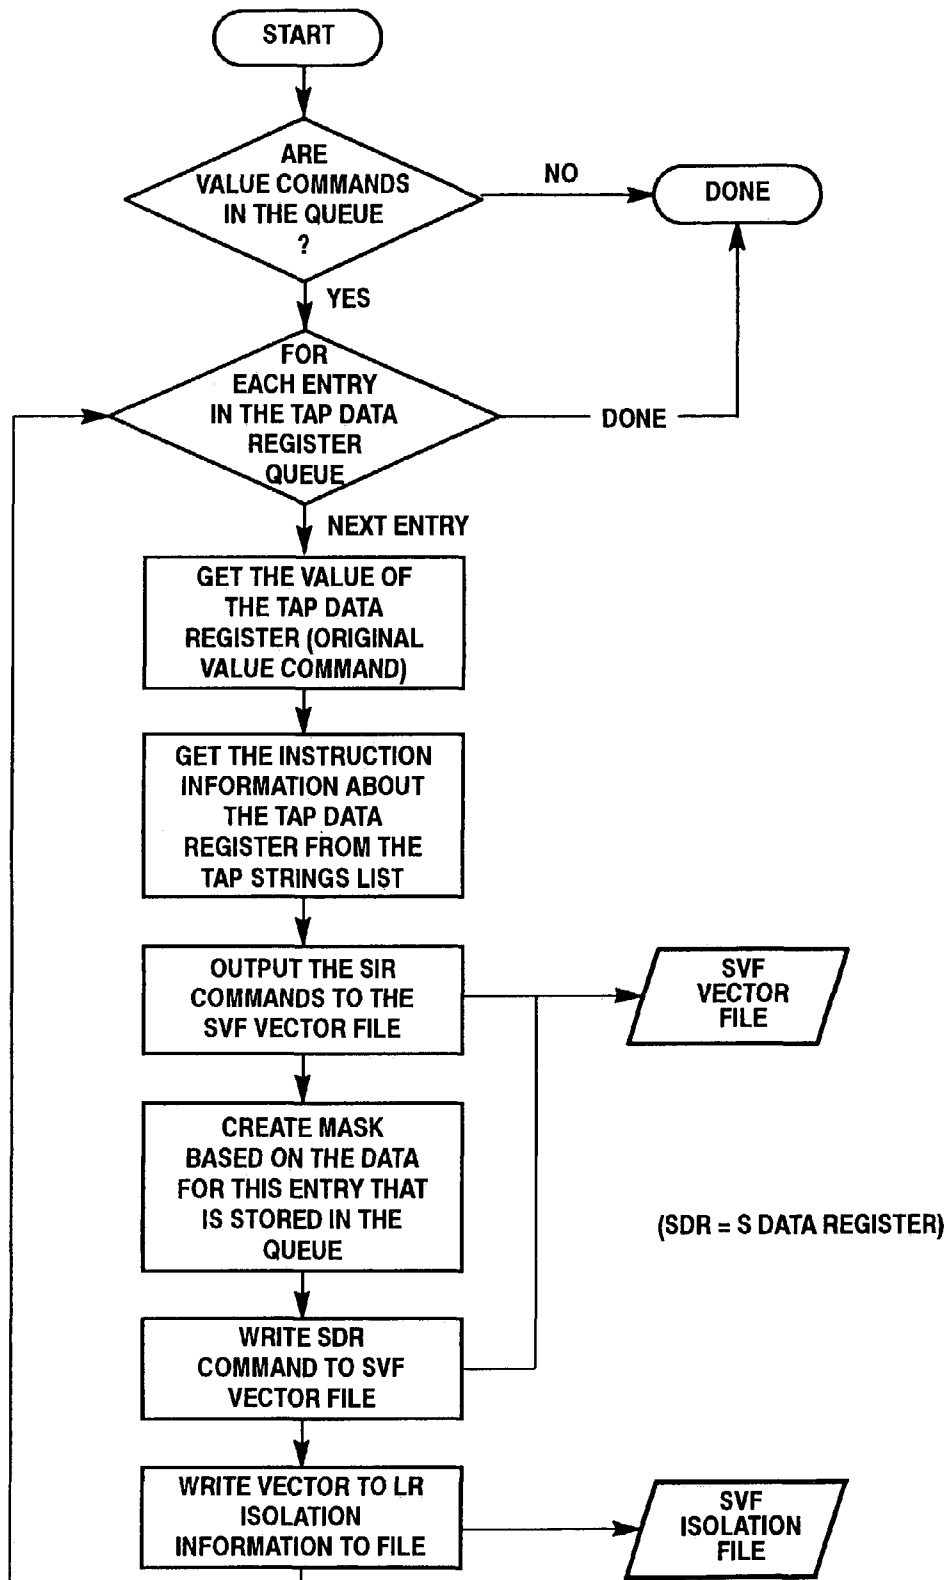 START
ARE
VALUE COMMANDS
IN THE QUEUE
?
NO
DONE
YES
FOR
EACH ENTRY
IN THE TAP DATA
REGISTER
QUEUE
DONE
NEXT ENTRY
GET THE VALUE OF
THE TAP DATA
REGISTER (ORIGINAL
VALUE COMMAND)
GET THE INSTRUCTION
INFORMATION ABOUT
THE TAP DATA
REGISTER FROM THE
TAP STRINGS LIST
OUTPUT THE SIR
COMMANDS TO THE
SVF VECTOR FILE
SVF
VECTOR
FILE
CREATE MASK
BASED ON THE DATA
FOR THIS ENTRY THAT
IS STORED IN THE
QUEUE
(SDR = S DATA REGISTER)
WRITE SDR
COMMAND TO SVF
VECTOR FILE
WRITE VECTOR TO LR
ISOLATION
INFORMATION TO FILE
SVF
ISOLATION
FILE